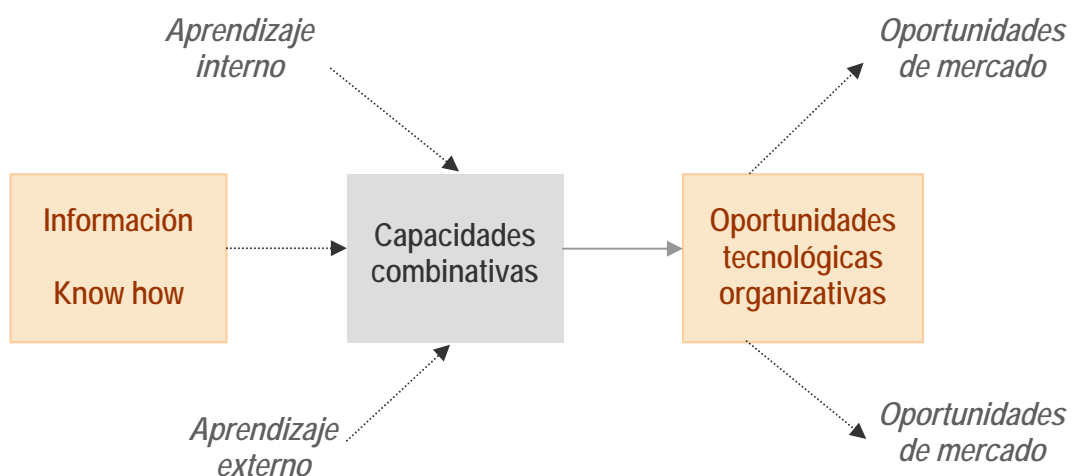 Aprendizaje
interno
Oportunidades
de mercado
Información
Know how
Capacidades
combinativas
Oportunidades
tecnológicas
organizativas
Aprendizaje
externo
Oportunidades
de mercado